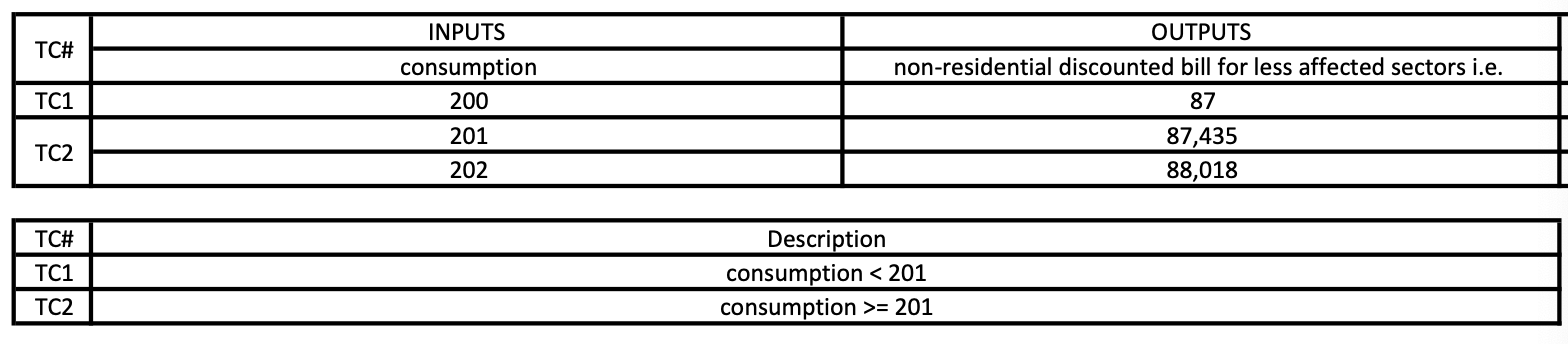 TC# INPUTS OUTPUTS
consumption non-residential discounted bill for less affected sectors i.e.
TC1 200 87
TC2 201 87,435
202 88,018
TC# Description
TC1 consumption < 201
TC2 consumption >= 201